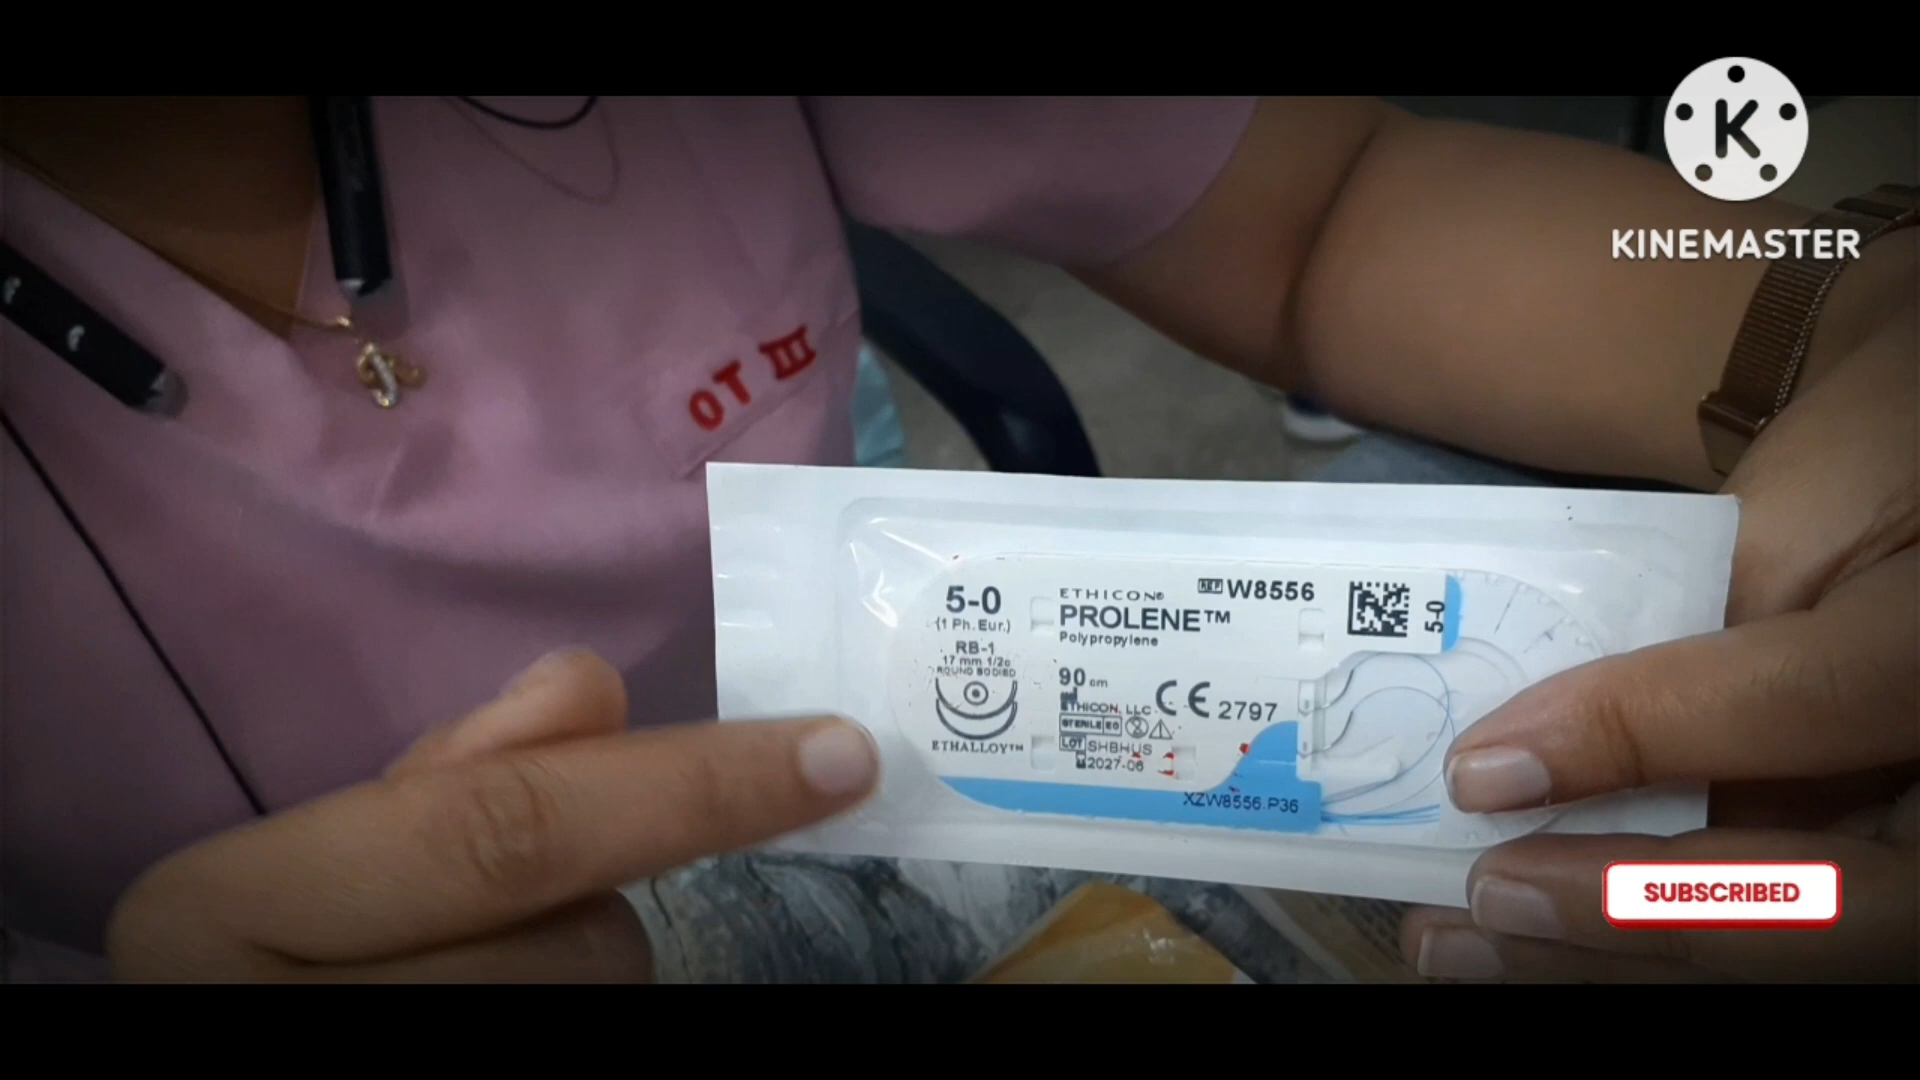 K
KINEMASTER
OT III
5-0
(1 Ph. Eur.)
RB-1
17 mm 1/2c
ROUND BODIED
ETHALLOY™
ETHICON®
PROLENE™
Polypropylene
REF W8556
5-0
90 cm
ETHICON, LLC
CE 2797
STERILE EO
LOT SHBHUS
2027-06
XZW8556.P36
SUBSCRIBED